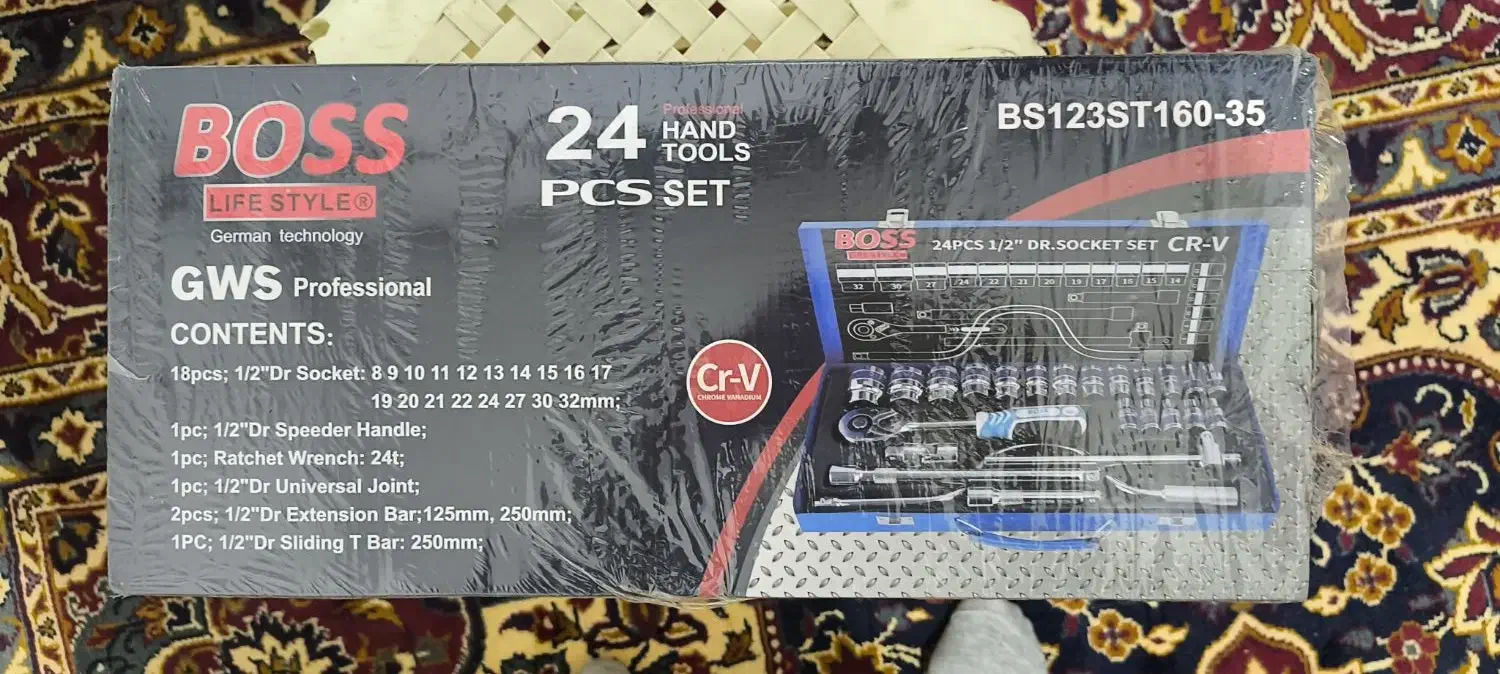 BOSS
LIFE STYLE®
German technology
GWS Professional
CONTENTS:
18pcs; 1/2"Dr Socket: 8 9 10 11 12 13 14 15 16 17
19 20 21 22 24 27 30 32mm;
1pc; 1/2"Dr Speeder Handle;
1pc; Ratchet Wrench: 24t;
1pc; 1/2"Dr Universal Joint;
2pcs; 1/2"Dr Extension Bar;125mm, 250mm;
1PC; 1/2"Dr Sliding T Bar: 250mm;
24
PCS
Professional
HAND
TOOLS
SET
BS123ST160-35
Cr-V
CHROME VANADIUM
BOSS
LIFE STYLE
24PCS 1/2" DR.SOCKET SET CR-V
32 30 27 24 22 21 20 19 17 16 15 14